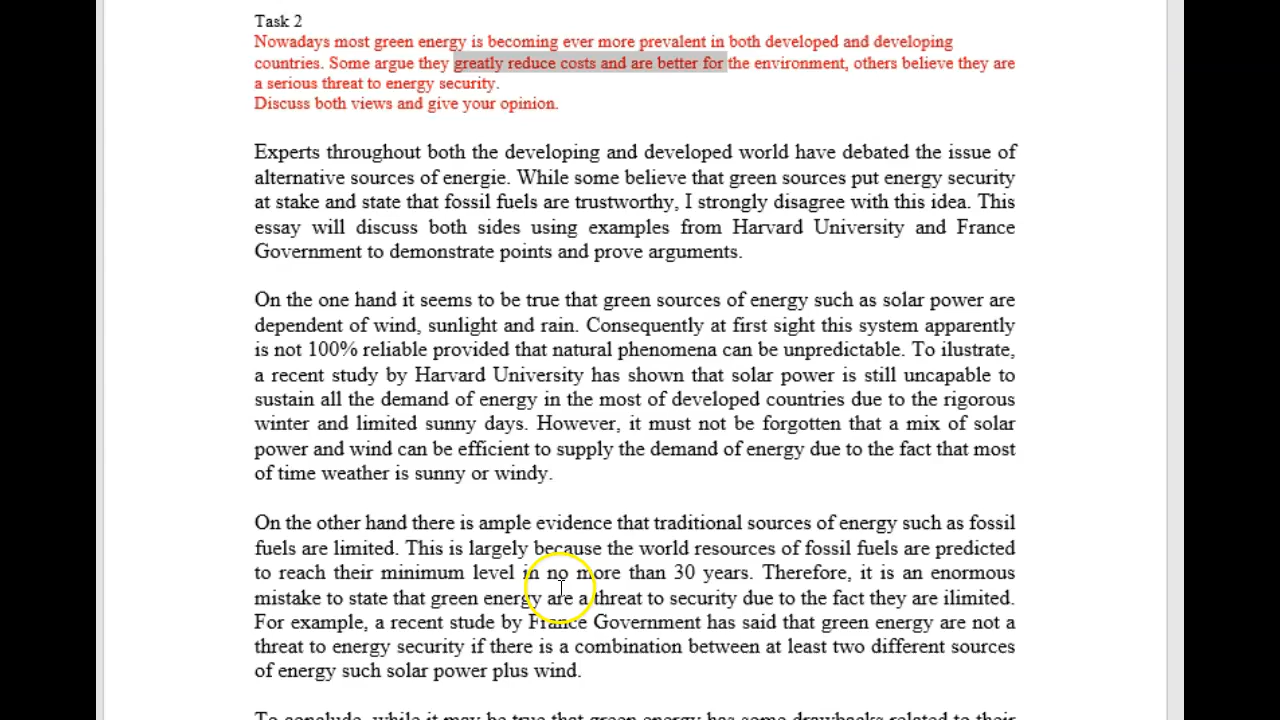 Task 2
Nowadays most green energy is becoming ever more prevalent in both developed and developing
countries. Some argue they greatly reduce costs and are better for the environment, others believe they are
a serious threat to energy security.
Discuss both views and give your opinion.
Experts throughout both the developing and developed world have debated the issue of
alternative sources of energie. While some believe that green sources put energy security
at stake and state that fossil fuels are trustworthy, I strongly disagree with this idea. This
essay will discuss both sides using examples from Harvard University and France
Government to demonstrate points and prove arguments.
On the one hand it seems to be true that green sources of energy such as solar power are
dependent of wind, sunlight and rain. Consequently at first sight this system apparently
is not 100% reliable provided that natural phenomena can be unpredictable. To ilustrate,
a recent study by Harvard University has shown that solar power is still uncapable to
sustain all the demand of energy in the most of developed countries due to the rigorous
winter and limited sunny days. However, it must not be forgotten that a mix of solar
power and wind can be efficient to supply the demand of energy due to the fact that most
of time weather is sunny or windy.
On the other hand there is ample evidence that traditional sources of energy such as fossil
fuels are limited. This is largely because the world resources of fossil fuels are predicted
to reach their minimum level in no more than 30 years. Therefore, it is an enormous
mistake to state that green energy are a threat to security due to the fact they are ilimited.
For example, a recent stude by France Government has said that green energy are not a
threat to energy security if there is a combination between at least two different sources
of energy such solar power plus wind.
To conclude, while it may be true that green energy has some drawbacks related to their